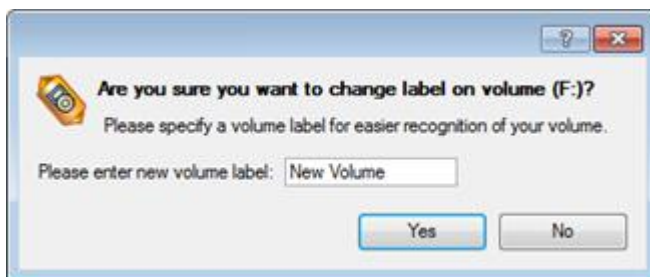 Are you sure you want to change label on volume (F:)?
Please specify a volume label for easier recognition of your volume.
Please enter new volume label: New Volume
Yes No